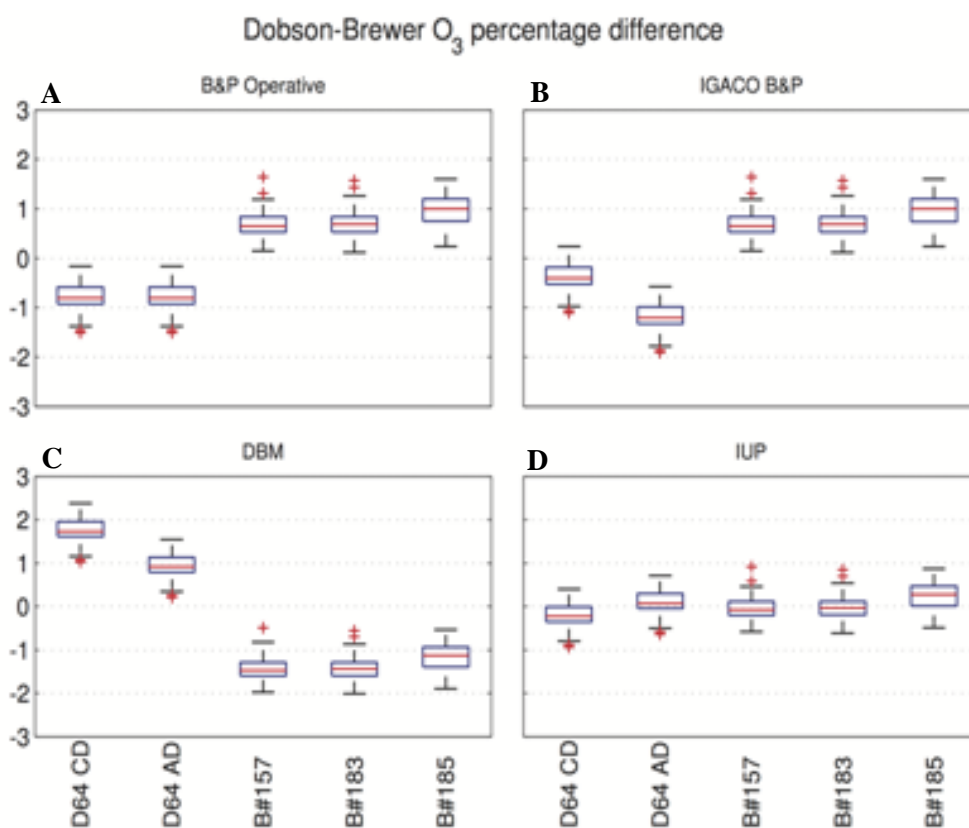 Dobson-Brewer O3 percentage difference
A B&P Operative
B IGACO B&P
3
2
1
0
-1
-2
-3
C DBM
D IUP
3
2
1
0
-1
-2
-3
D64 CD
D64 AD
B#157
B#183
B#185
D64 CD
D64 AD
B#157
B#183
B#185